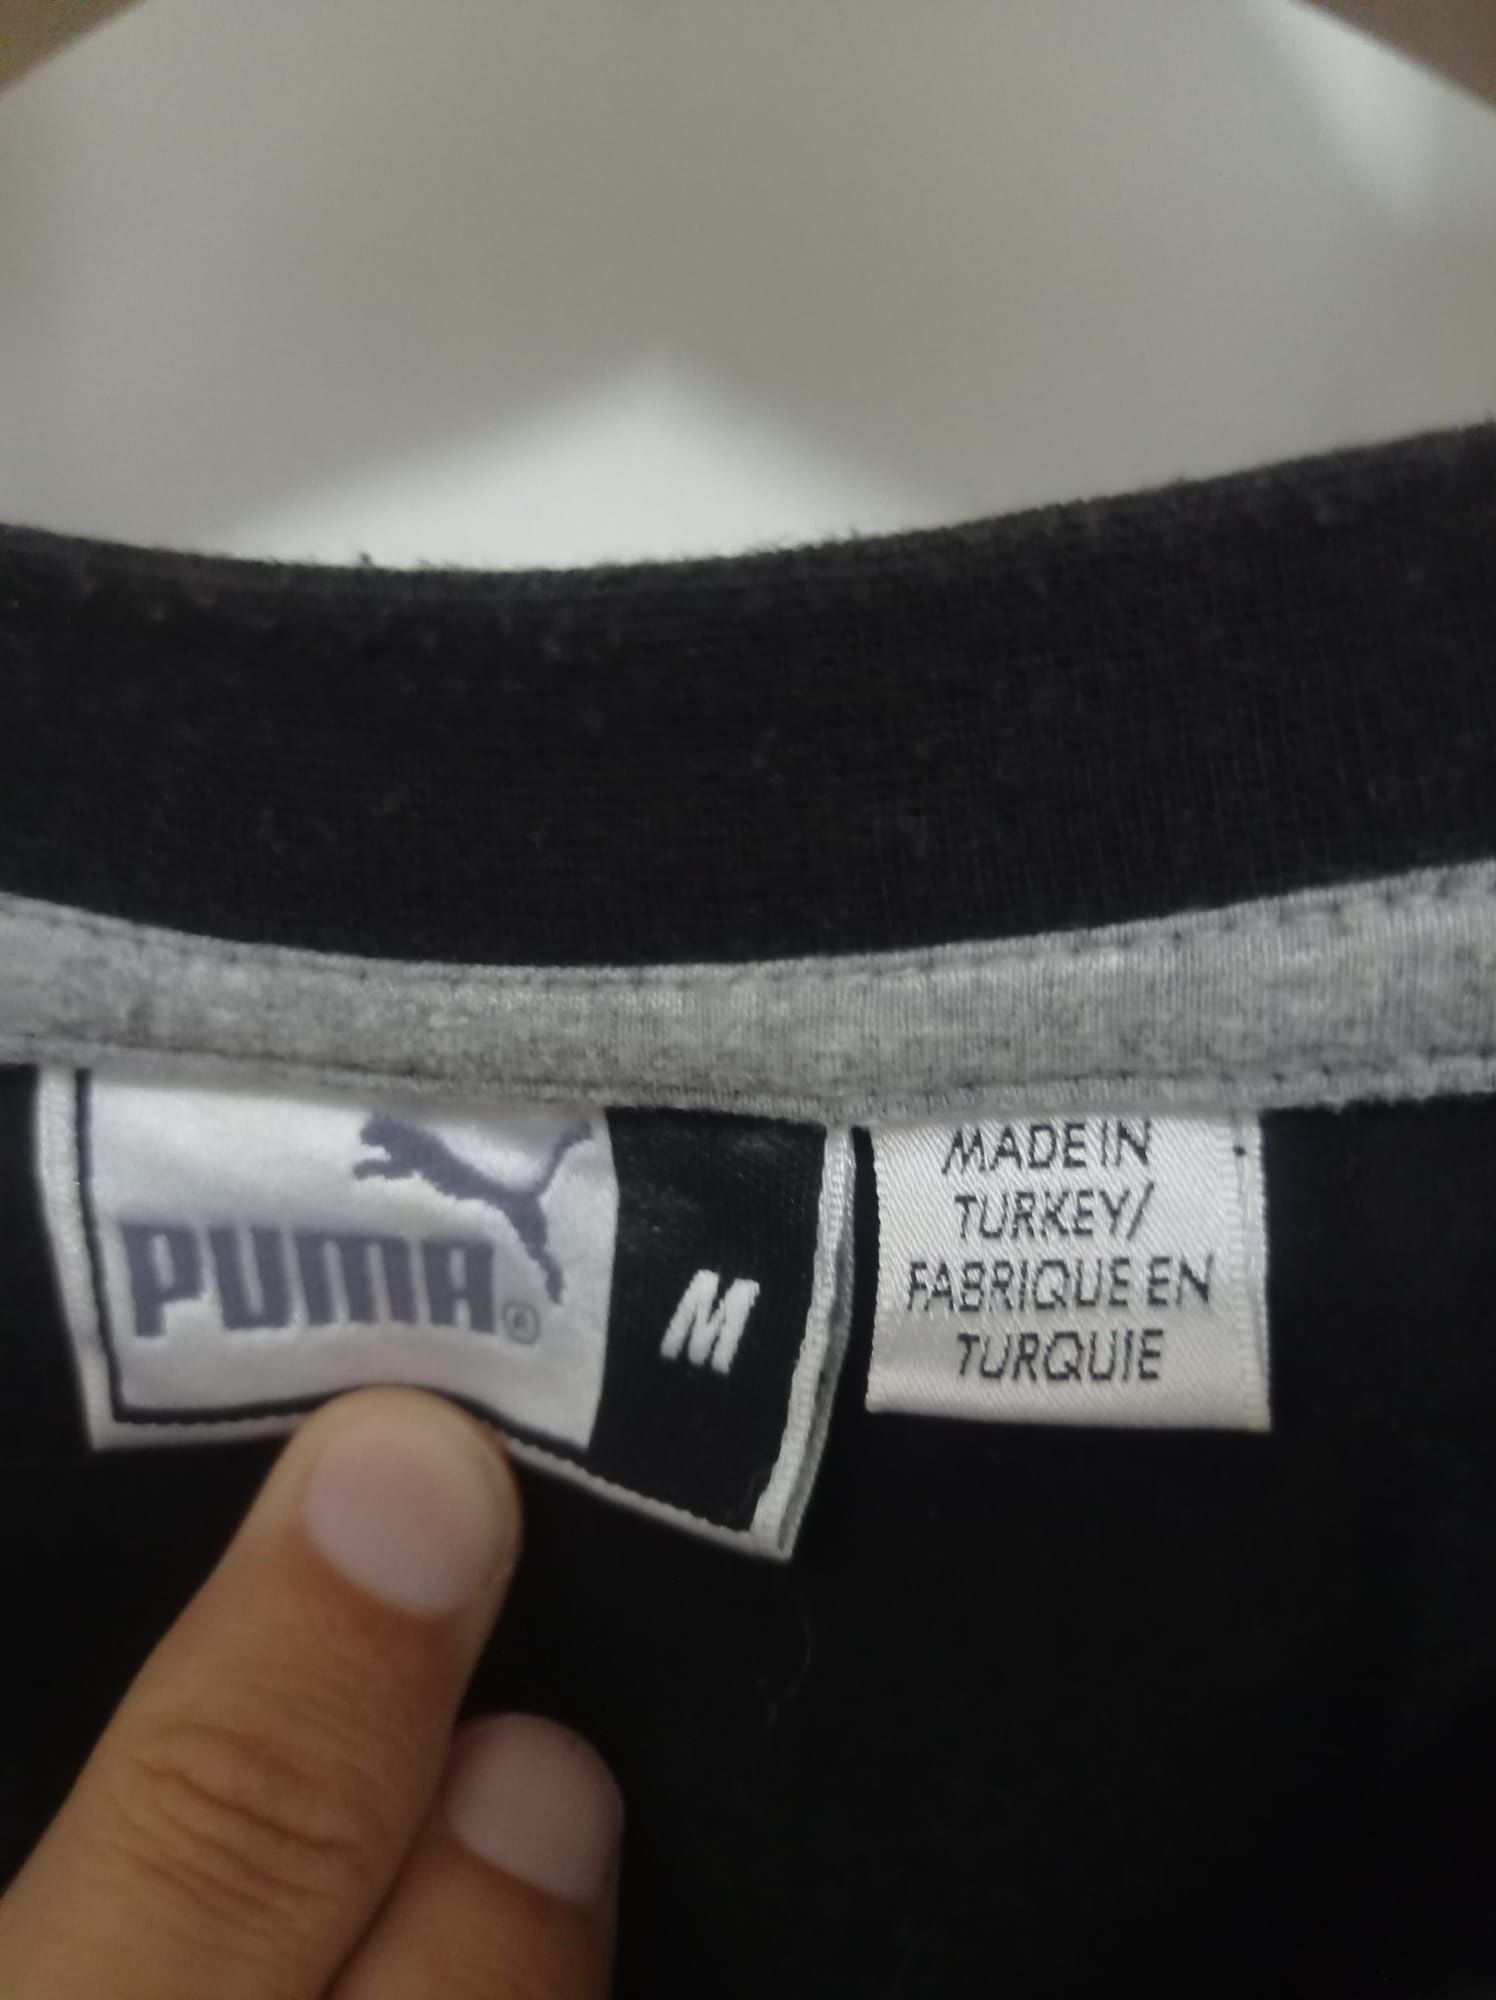 PUMA®
M
MADE IN
TURKEY/
FABRIQUE EN
TURQUIE